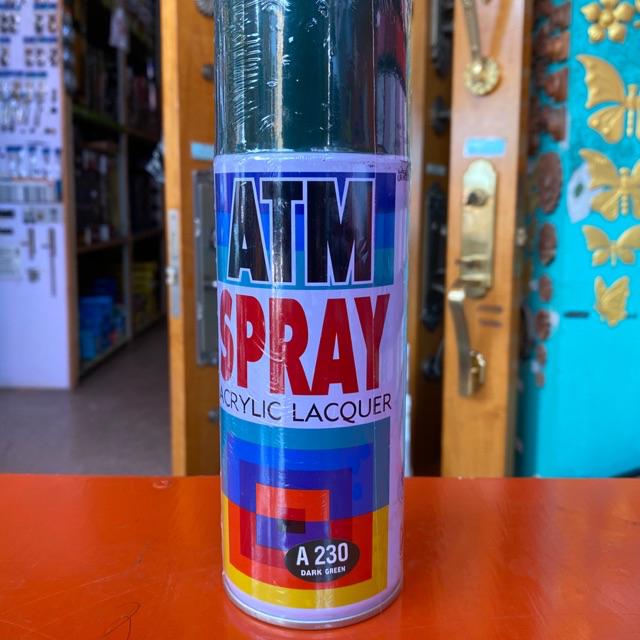 ATM
SPRAY
ACRYLIC LACQUER
A 230
DARK GREEN